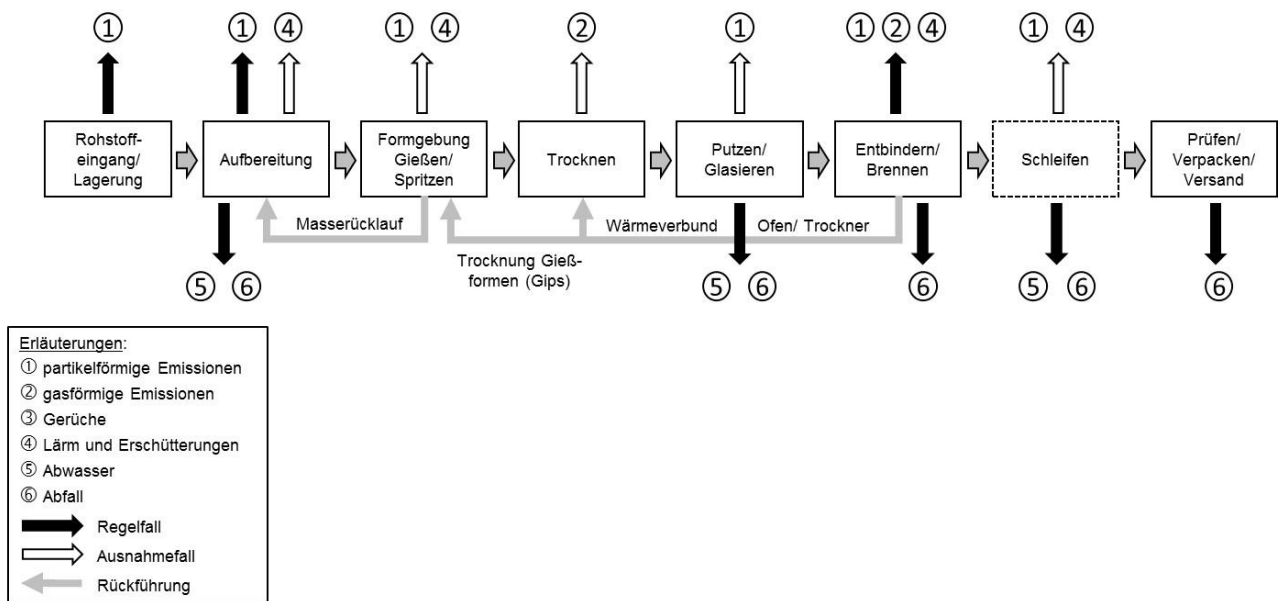 ① ① ④ ① ④ ② ① ① ② ④ ① ④
Rohstoff-
eingang/
Lagerung
Aufbereitung
Formgebung
Gießen/
Spritzen
Trocknen
Putzen/
Glasieren
Entbindern/
Brennen
Schleifen
Prüfen/
Verpacken/
Versand
Masserücklauf
Wärmeverbund Ofen/ Trockner
Trocknung Gieß-
formen (Gips)
⑤ ⑥ ⑤ ⑥ ⑥ ⑤ ⑥ ⑥
Erläuterungen:
① partikelförmige Emissionen
② gasförmige Emissionen
③ Gerüche
④ Lärm und Erschütterungen
⑤ Abwasser
⑥ Abfall
Regelfall
Ausnahmefall
Rückführung